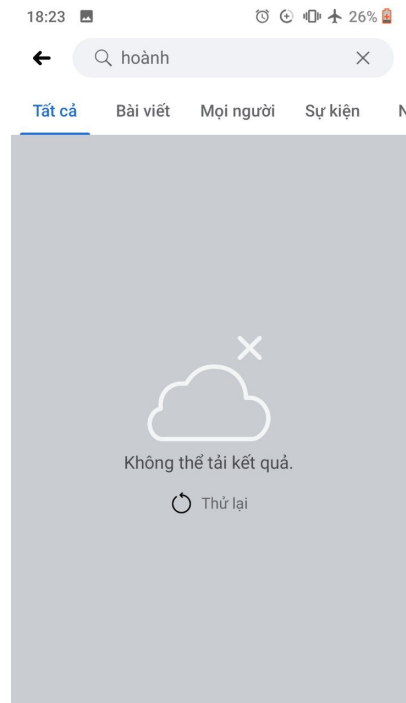 18:23 26%
hoành
Tất cả Bài viết Mọi người Sự kiện
Không thể tải kết quả.
Thử lại